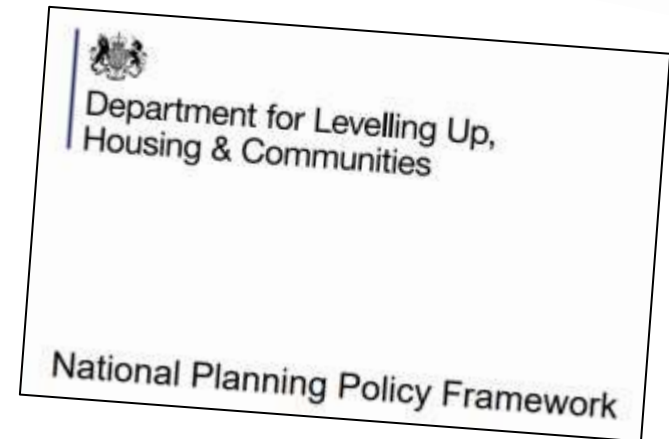 Department for Levelling Up,
Housing & Communities
National Planning Policy Framework